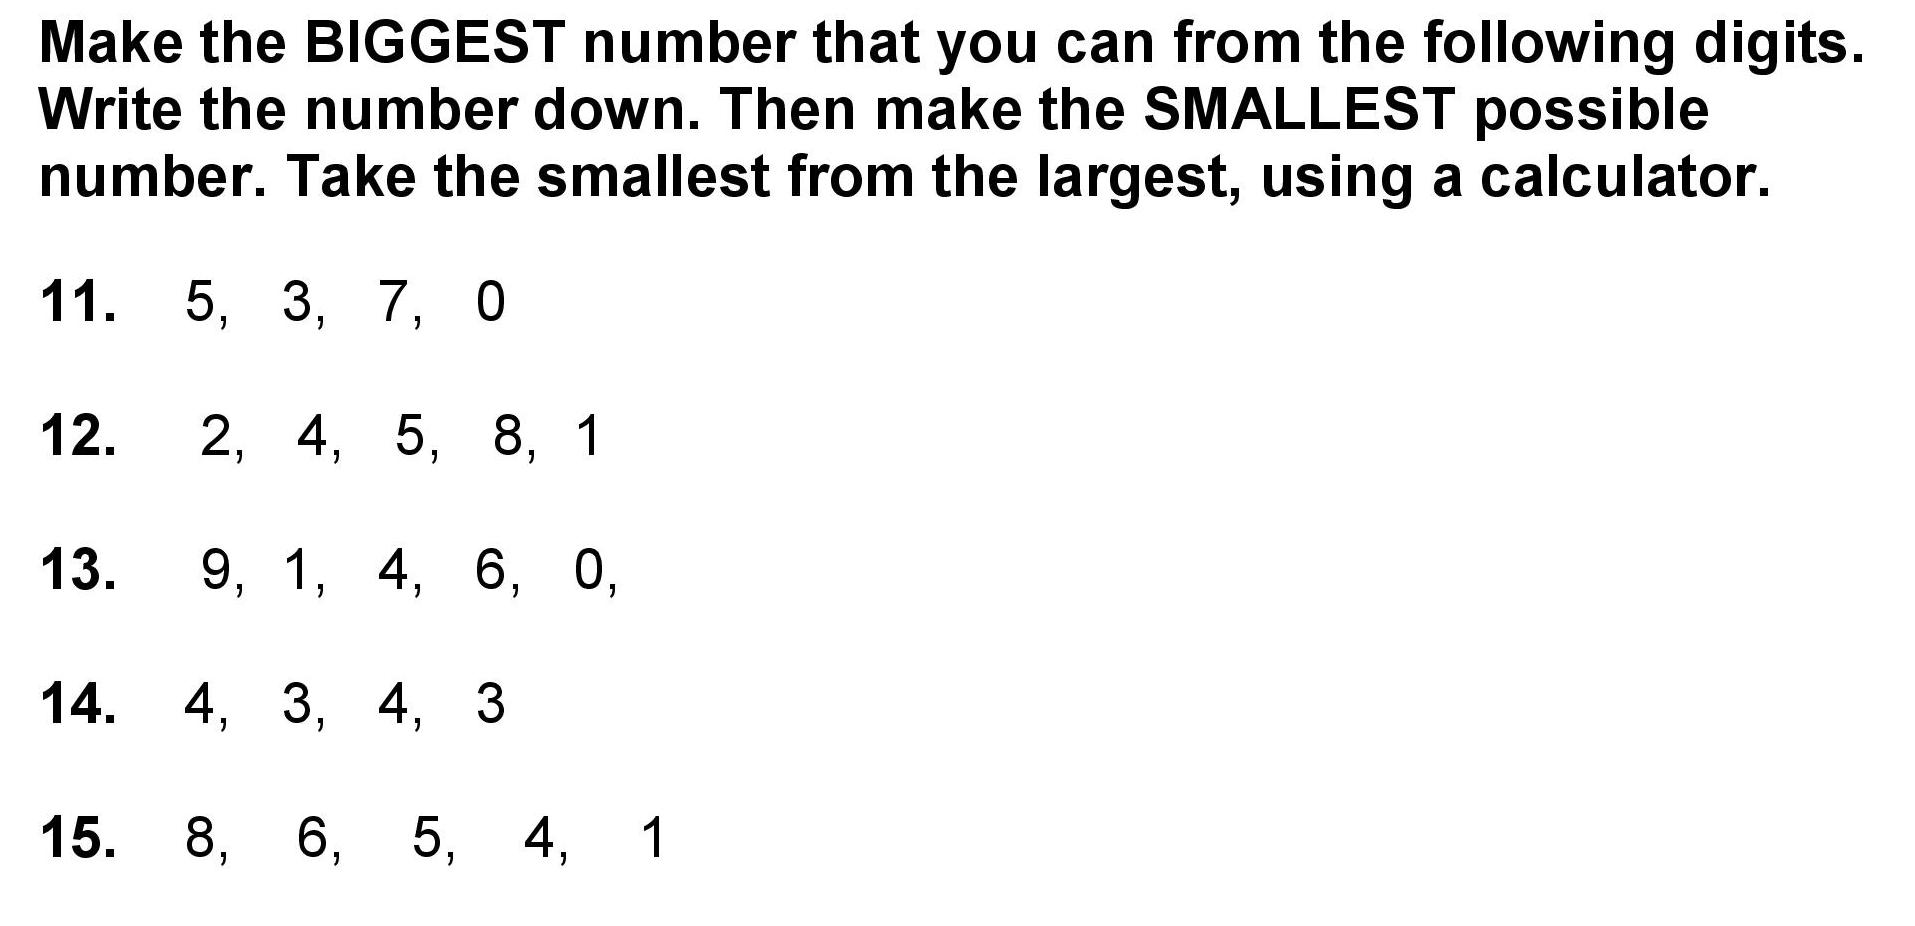 Make the BIGGEST number that you can from the following digits.
Write the number down. Then make the SMALLEST possible
number. Take the smallest from the largest, using a calculator.
11. 5, 3, 7, 0
12. 2, 4, 5, 8, 1
13. 9, 1, 4, 6, 0,
14. 4, 3, 4, 3
15. 8, 6, 5, 4, 1